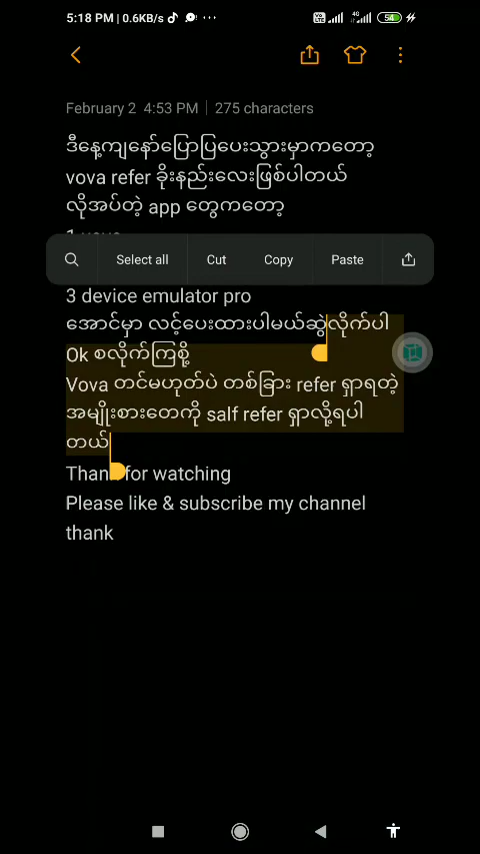 5:18 PM | 0.6KB/s
54
February 2 4:53 PM | 275 characters
ဒီနေ့ကျနော်ပြောပြပေးသွားမှာကတော့
vova refer ခိုးနည်းလေးဖြစ်ပါတယ်
လိုအပ်တဲ့ app တွေကတော့
Select all Cut Copy Paste
3 device emulator pro
အောင်မှာ လင့်ပေးထားပါမယ်ဆွဲလိုက်ပါ
Ok စလိုက်ကြစို့
Vova တင်မဟုတ်ပဲ တစ်ခြား refer ရှာရတဲ့
အမျိုးစားတေကို salf refer ရှာလို့ရပါ
တယ်
Thank for watching
Please like & subscribe my channel
thank